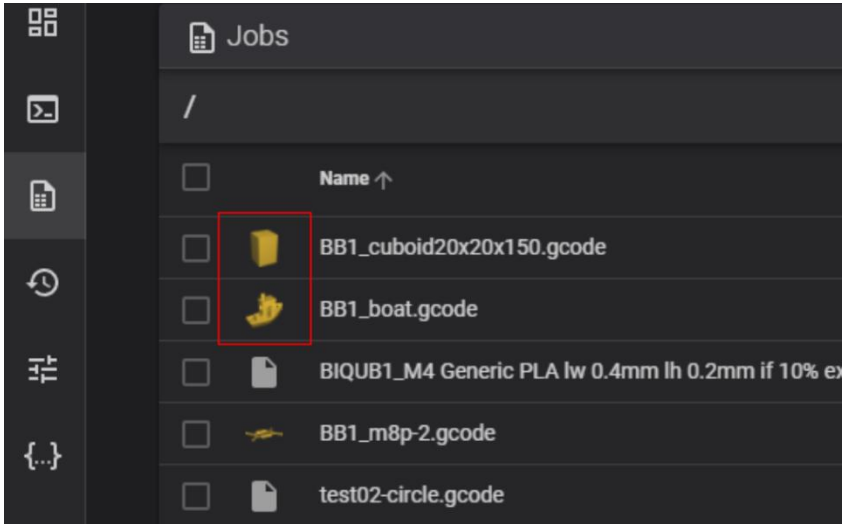 Jobs
/
Name
BB1_cuboid20x20x150.gcode
BB1_boat.gcode
BIQUB1_M4 Generic PLA lw 0.4mm lh 0.2mm if 10% ex
BB1_m8p-2.gcode
{...}
test02-circle.gcode